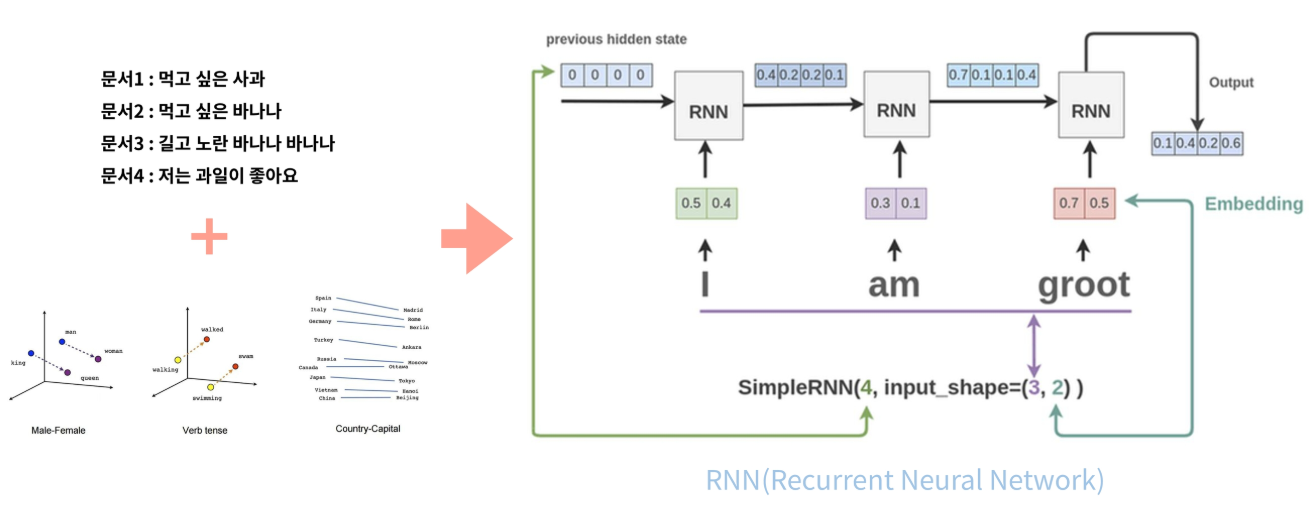 문서1 : 먹고 싶은 사과
문서2 : 먹고 싶은 바나나
문서3 : 길고 노란 바나나 바나나
문서4 : 저는 과일이 좋아요
+
king
man
woman
queen
Male-Female
walking
walked
swam
swimming
Verb tense
Spain Madrid
Italy Rome
Germany Berlin
Turkey Ankara
Russia Moscow
Canada Ottawa
Japan Tokyo
Vietnam Hanoi
China Beijing
Country-Capital
previous hidden state
0 0 0 0
RNN
0.4 0.2 0.2 0.1
RNN
0.7 0.1 0.1 0.4
RNN
Output
0.1 0.4 0.2 0.6
0.5 0.4
0.3 0.1
0.7 0.5
Embedding
I am groot
SimpleRNN(4, input_shape=(3, 2) )
RNN(Recurrent Neural Network)